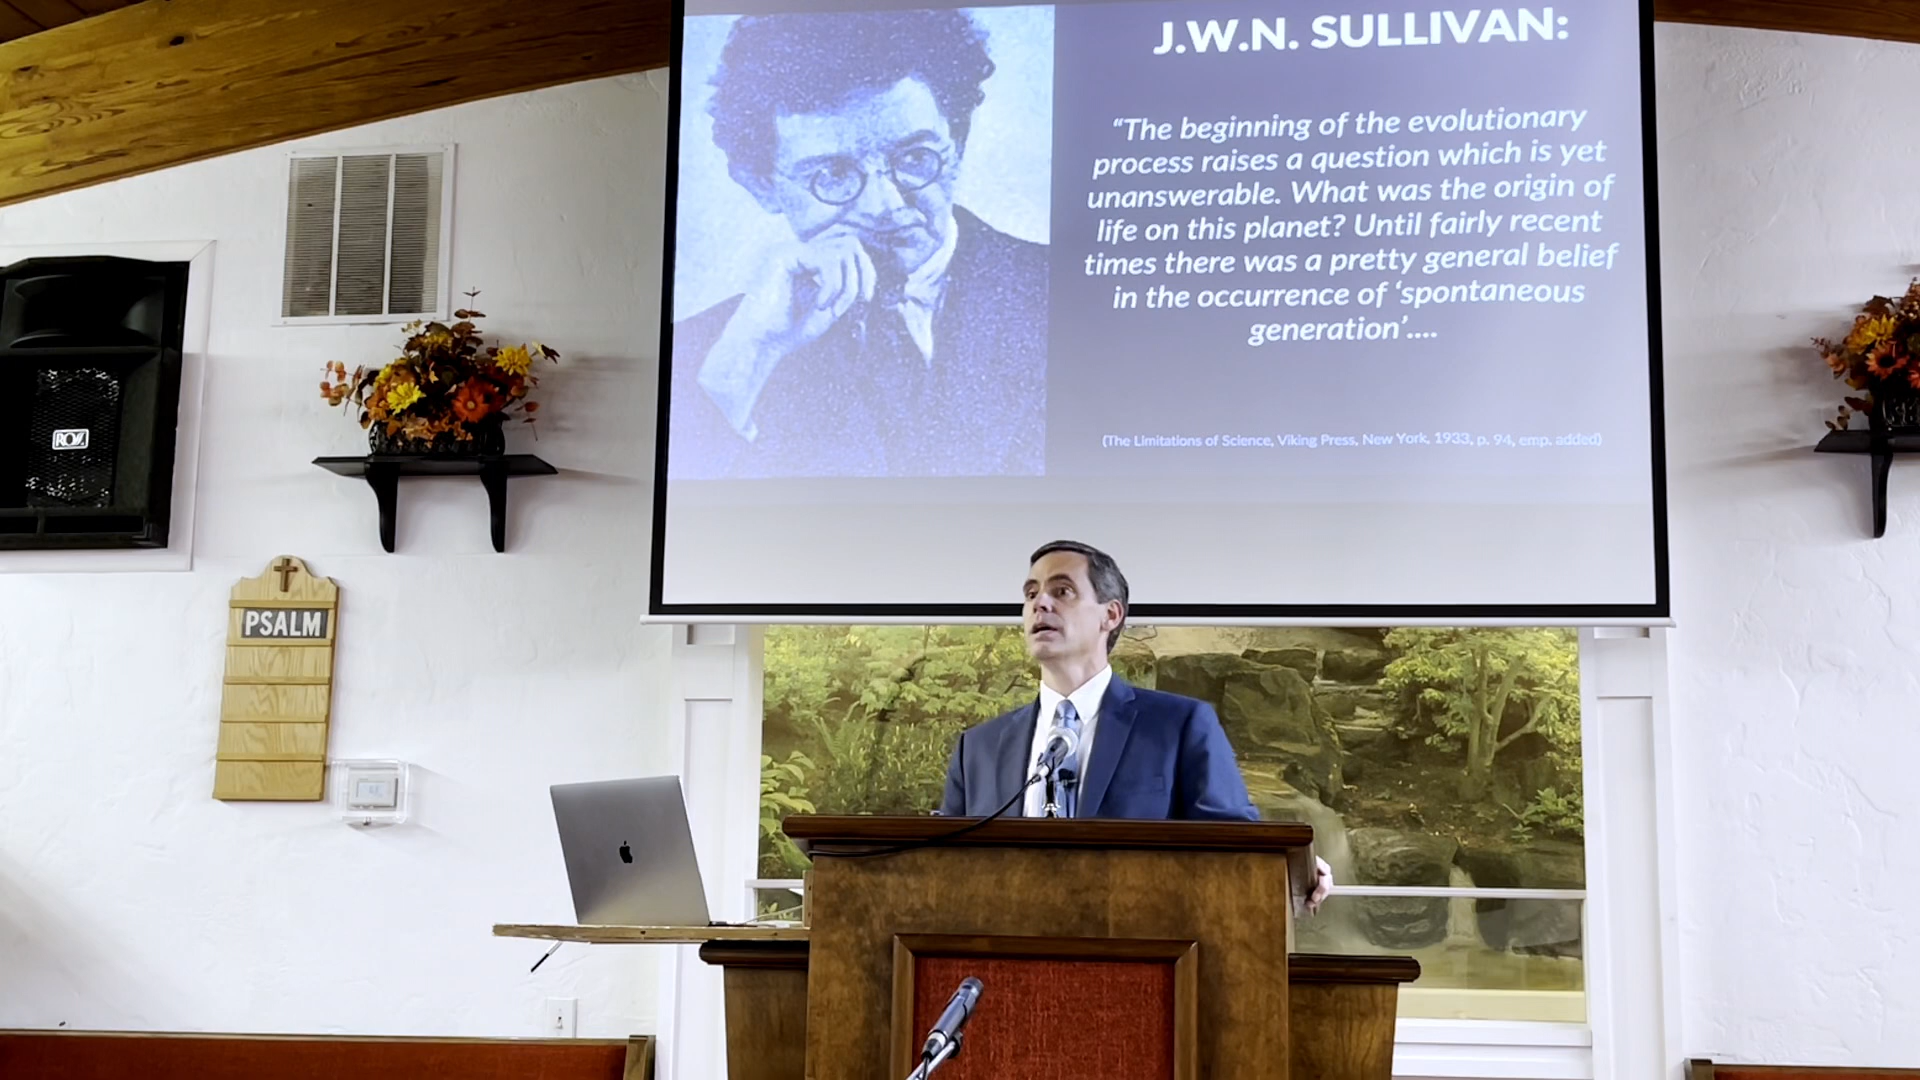 J.W.N. SULLIVAN:
“The beginning of the evolutionary
process raises a question which is yet
unanswerable. What was the origin of
life on this planet? Until fairly recent
times there was a pretty general belief
in the occurrence of ‘spontaneous
generation’....
(The Limitations of Science, Viking Press, New York, 1933, p. 94, emp. added)
ROX
PSALM